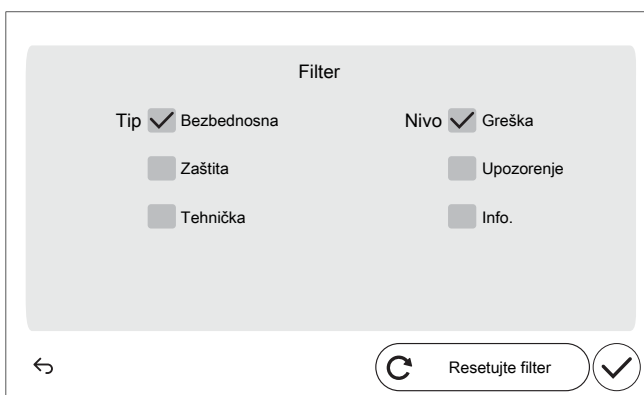 Filter
Tip Bezbednosna Nivo Greška
Zaštita Upozorenje
Tehnička Info.
Resetujte filter